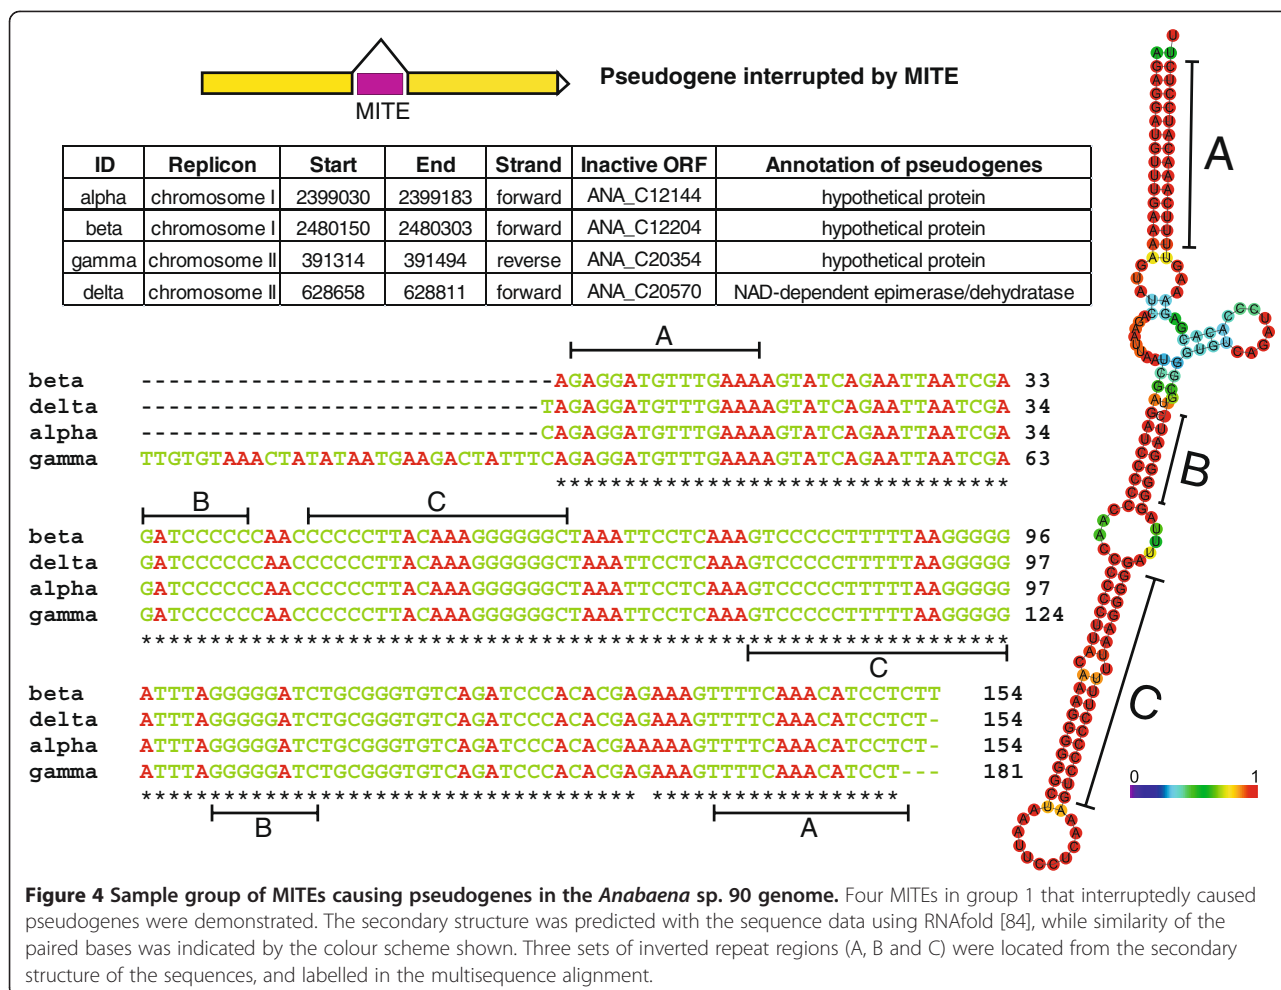 Pseudogene interrupted by MITE
MITE
ID Replicon Start End Strand Inactive ORF Annotation of pseudogenes
alpha chromosome I 2399030 2399183 forward ANA_C12144 hypothetical protein
beta chromosome I 2480150 2480303 forward ANA_C12204 hypothetical protein
gamma chromosome II 391314 391494 reverse ANA_C20354 hypothetical protein
delta chromosome II 628658 628811 forward ANA_C20570 NAD-dependent epimerase/dehydratase
A
beta ------------------------------AGAGGATGTTTGAAAAGTATCAGAATTAATCGA 33
delta -----------------------------TAGAGGATGTTTGAAAAGTATCAGAATTAATCGA 34
alpha -----------------------------CAGAGGATGTTTGAAAAGTATCAGAATTAATCGA 34
gamma TTGTGTAAACTATATAATGAAGACTATTTCAGAGGATGTTTGAAAAGTATCAGAATTAATCGA 63
*********************************
B C
beta GATCCCCCCAACCCCCCTTACAAAGGGGGGCTAAATTCCTCAAAGTCCCCCTTTTTAAGGGGG 96
delta GATCCCCCCAACCCCCCTTACAAAGGGGGGCTAAATTCCTCAAAGTCCCCCTTTTTAAGGGGG 97
alpha GATCCCCCCAACCCCCCTTACAAAGGGGGGCTAAATTCCTCAAAGTCCCCCTTTTTAAGGGGG 97
gamma GATCCCCCCAACCCCCCTTACAAAGGGGGGCTAAATTCCTCAAAGTCCCCCTTTTTAAGGGGG 124
***************************************************************
C
beta ATTTAGGGGGATCTGCGGGTGTCAGATCCCACACGAGAAAGTTTTCAAACATCCTCTT 154
delta ATTTAGGGGGATCTGCGGGTGTCAGATCCCACACGAGAAAGTTTTCAAACATCCTCT- 154
alpha ATTTAGGGGGATCTGCGGGTGTCAGATCCCACACGAAAAAGTTTTCAAACATCCTCT- 154
gamma ATTTAGGGGGATCTGCGGGTGTCAGATCCCACACGAGAAAGTTTTCAAACATCCT--- 181
************************************ ******************
B A
A
B
C
0 1
Figure 4 Sample group of MITEs causing pseudogenes in the Anabaena sp. 90 genome. Four MITEs in group 1 that interruptedly caused
pseudogenes were demonstrated. The secondary structure was predicted with the sequence data using RNAfold [84], while similarity of the
paired bases was indicated by the colour scheme shown. Three sets of inverted repeat regions (A, B and C) were located from the secondary
structure of the sequences, and labelled in the multisequence alignment.